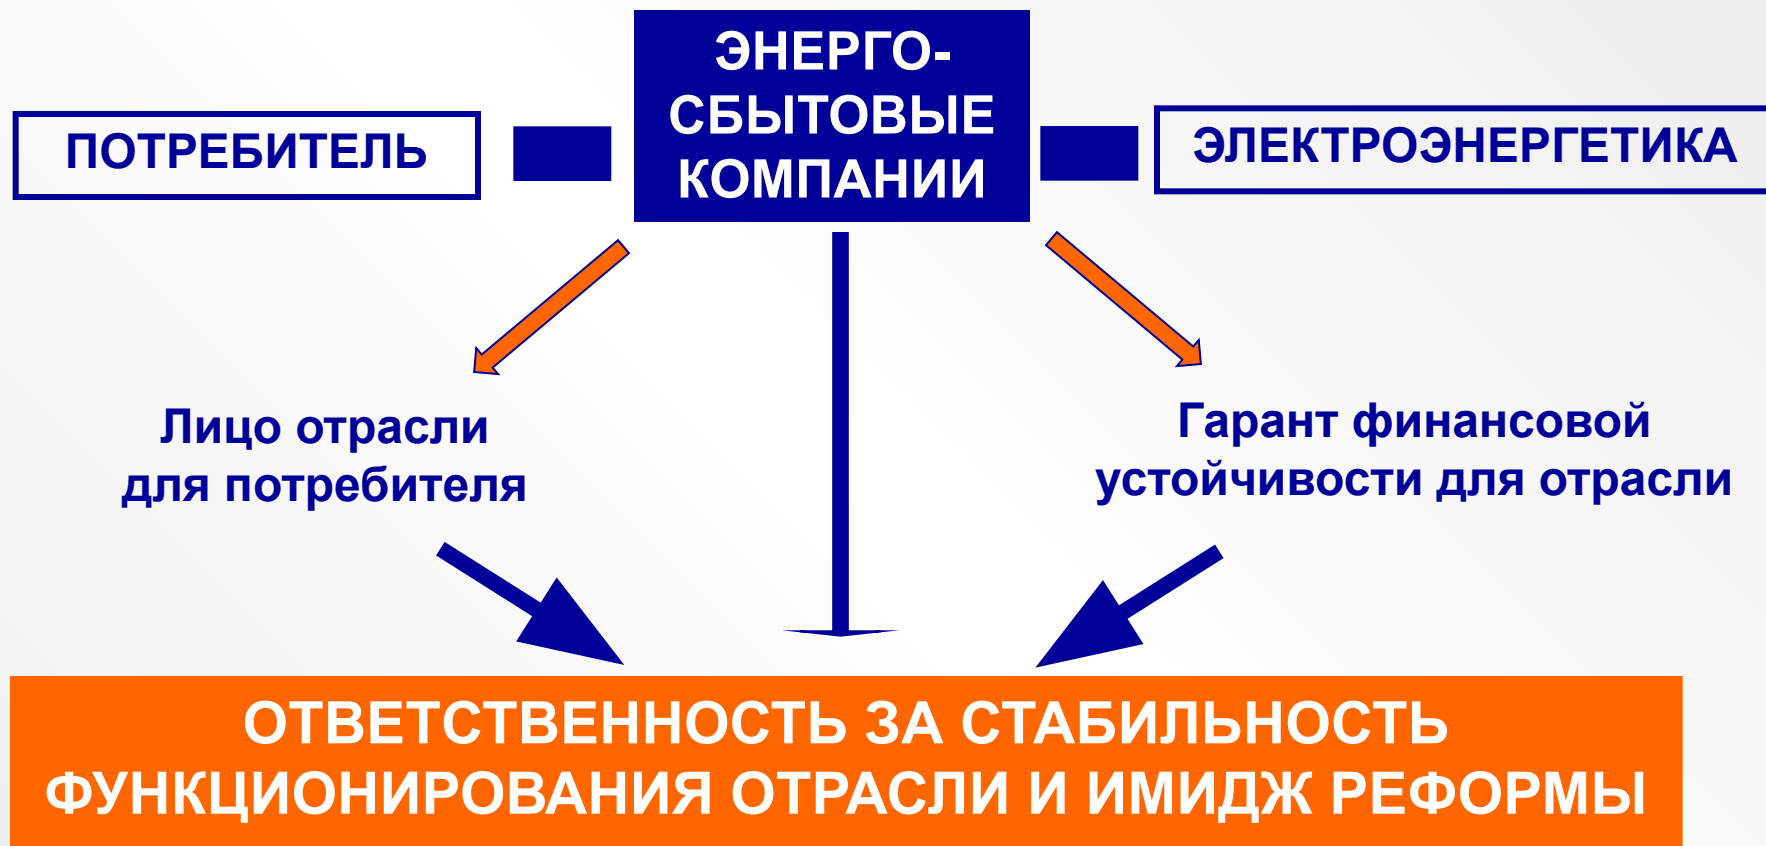 ЭНЕРГО-
СБЫТОВЫЕ
КОМПАНИИ
ПОТРЕБИТЕЛЬ
ЭЛЕКТРОЭНЕРГЕТИКА
Лицо отрасли
для потребителя
Гарант финансовой
устойчивости для отрасли
ОТВЕТСТВЕННОСТЬ ЗА СТАБИЛЬНОСТЬ
ФУНКЦИОНИРОВАНИЯ ОТРАСЛИ И ИМИДЖ РЕФОРМЫ